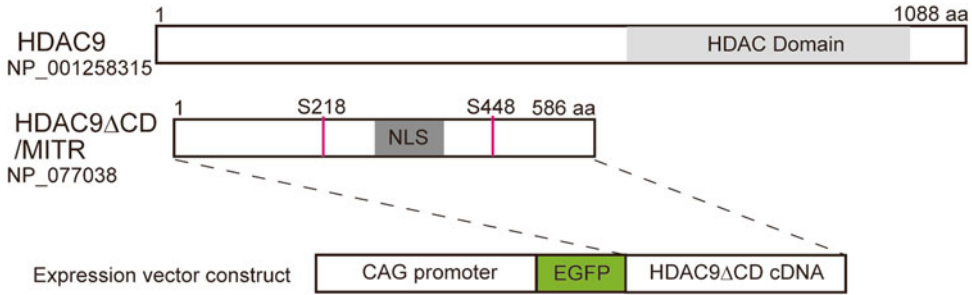 1 1088 aa
HDAC9 HDAC Domain
NP_001258315
1 S218 S448 586 aa
HDAC9ΔCD NLS
/MITR
NP_077038
Expression vector construct CAG promoter EGFP HDAC9ΔCD cDNA